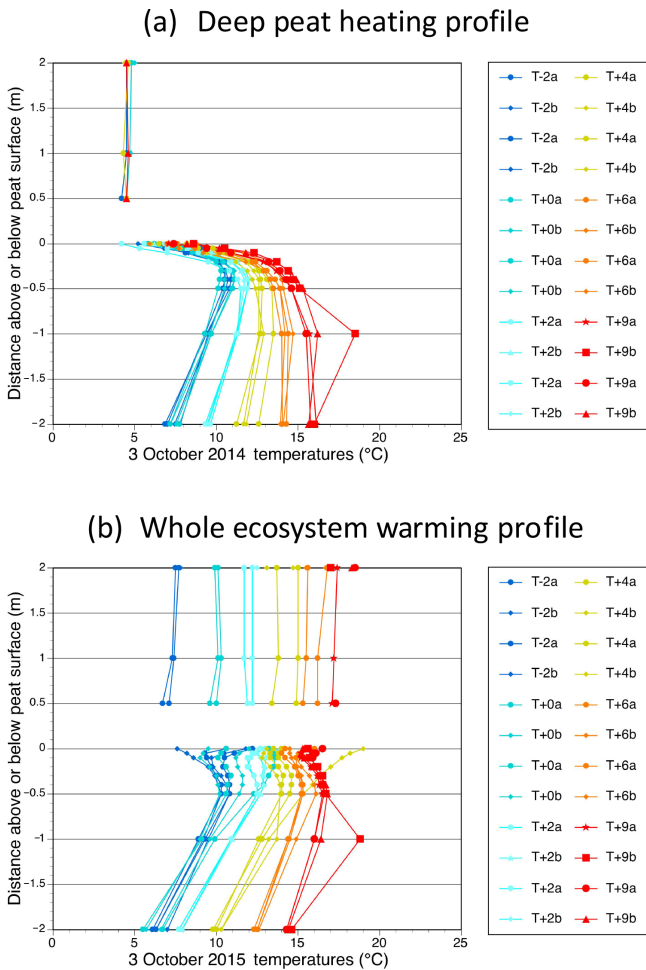 (a) Deep peat heating profile
Distance above or below peat surface (m)
2
1.5
1
0.5
0
−0.5
−1
−1.5
−2
0 5 10 15 20 25
3 October 2014 temperatures (°C)
T-2a T+4a
T-2b T+4b
T-2a T+4a
T-2b T+4b
T+0a T+6a
T+0b T+6b
T+0a T+6a
T+0b T+6b
T+2a T+9a
T+2b T+9b
T+2a T+9a
T+2b T+9b
(b) Whole ecosystem warming profile
Distance above or below peat surface (m)
2
1.5
1
0.5
0
−0.5
−1
−1.5
−2
0 5 10 15 20 25
3 October 2015 temperatures (°C)
T-2a T+4a
T-2b T+4b
T-2a T+4a
T-2b T+4b
T+0a T+6a
T+0b T+6b
T+0a T+6a
T+0b T+6b
T+2a T+9a
T+2b T+9b
T+2a T+9a
T+2b T+9b